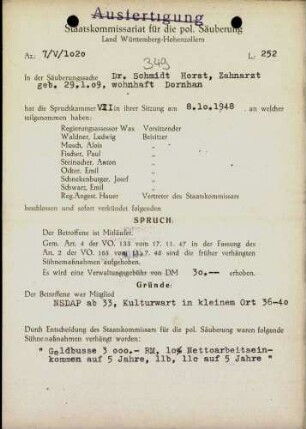 Ausfertigung
Staatskommissariat für die pol. Säuberung
Land Württemberg-Hohenzollern
Az: 7/V/1020
L. 252
349
In der Säuberungssache Dr. Schmidt Horst, Zahnarzt
geb. 29.1.09, wohnhaft Dornhan
hat die Spruchkammer VII in ihrer Sitzung am 8.10.1948 an welcher
teilgenommen haben:
Regierungsassessor Wax Vorsitzender
Waldner, Ludwig Beisitzer
Musch, Alois "
Fischer, Paul "
Steinacher, Anton "
Odser, Emil "
Schnekenburger, Josef "
Schwarz, Emil "
Reg.Angest. Hauer Vertreter des Staatskommissars
beschlossen und sofort verkündet folgenden
SPRUCH:
Der Betroffene ist Mitläufer.
Gem. Art. 4 der VO. 133 vom 17. 11. 47 in der Fassung des
Art. 2 der VO. 165 vom 13. 7. 48 sind die früher verhängten
Sühnemaßnahmen aufgehoben.
Es wird eine Verwaltungsgebühr von DM 30.-- erhoben.
Gründe:
Der Betroffene war Mitglied
NSDAP ab 33, Kulturwart in kleinem Ort 36-40
Durch Entscheidung des Staatskommissars für die pol. Säuberung waren folgende
Sühnemaßnahmen verhängt worden:
" Geldbusse 3 000.- RM, 10% Nettoarbeitsein-
kommen auf 5 Jahre, 11b, 11c auf 5 Jahre "